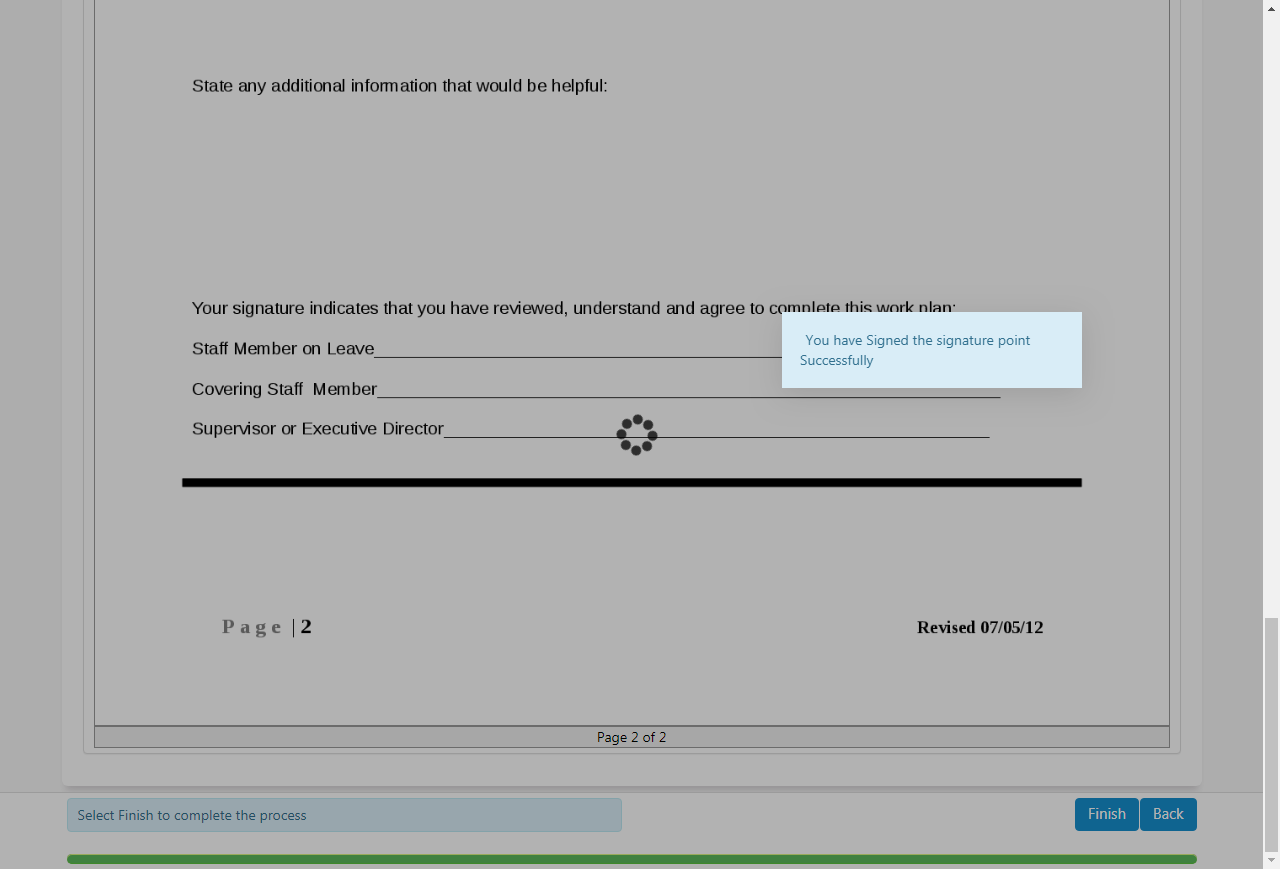 State any additional information that would be helpful:
Your signature indicates that you have reviewed, understand and agree to complete this work plan:
Staff Member on Leave
You have Signed the signature point
Successfully
Covering Staff Member
Supervisor or Executive Director
Page |2
Revised 07/05/12
Page 2 of 2
Select Finish to complete the process
Finish
Back